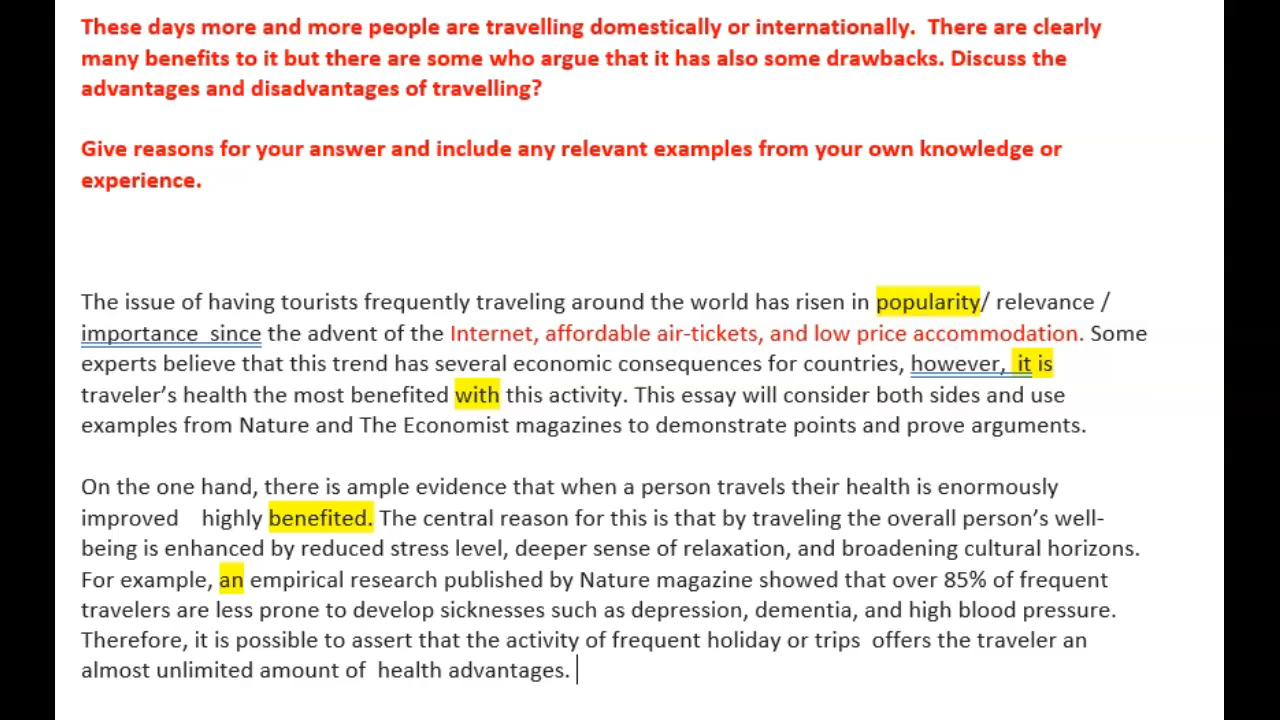 These days more and more people are travelling domestically or internationally.  There are clearly
many benefits to it but there are some who argue that it has also some drawbacks. Discuss the
advantages and disadvantages of travelling?
Give reasons for your answer and include any relevant examples from your own knowledge or
experience.
The issue of having tourists frequently traveling around the world has risen in popularity/ relevance /
importance  since the advent of the Internet, affordable air-tickets, and low price accommodation. Some
experts believe that this trend has several economic consequences for countries, however, it is
traveler's health the most benefited with this activity. This essay will consider both sides and use
examples from Nature and The Economist magazines to demonstrate points and prove arguments.
On the one hand, there is ample evidence that when a person travels their health is enormously
improved    highly benefited. The central reason for this is that by traveling the overall person's well-
being is enhanced by reduced stress level, deeper sense of relaxation, and broadening cultural horizons.
For example, an empirical research published by Nature magazine showed that over 85% of frequent
travelers are less prone to develop sicknesses such as depression, dementia, and high blood pressure.
Therefore, it is possible to assert that the activity of frequent holiday or trips  offers the traveler an
almost unlimited amount of  health advantages.